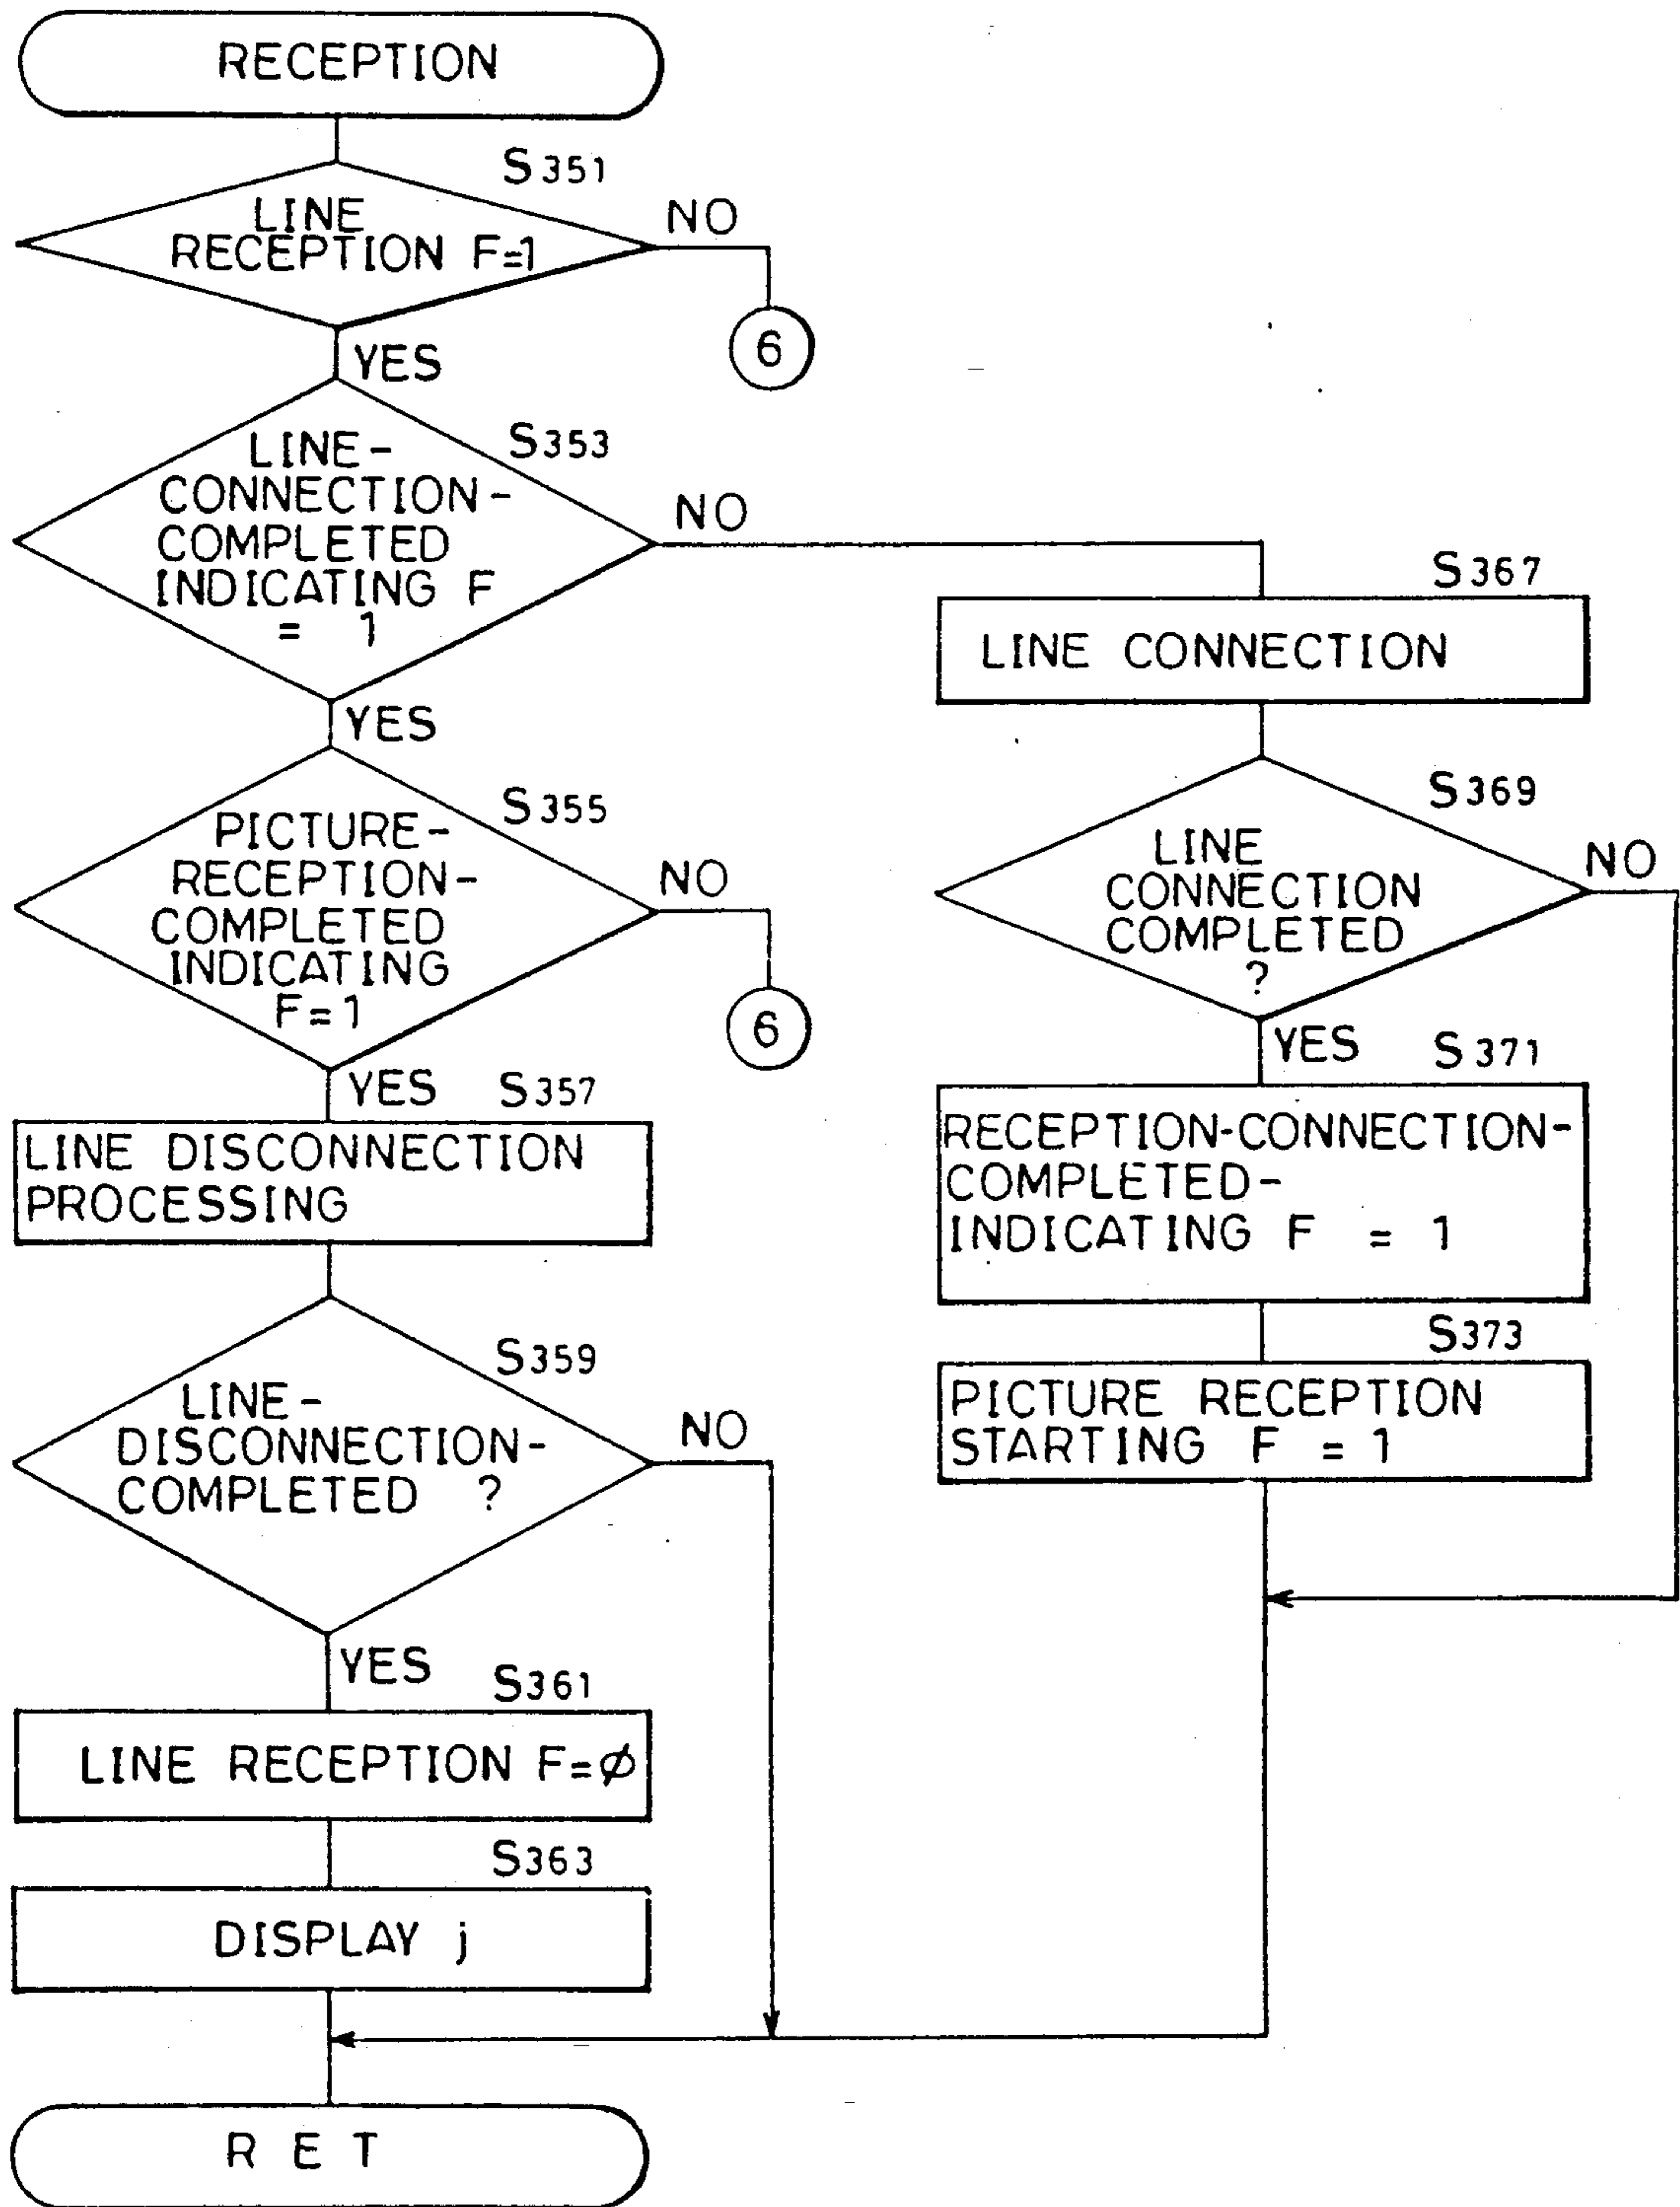 RECEPTION
S351
LINE
RECEPTION F=1
NO
6
YES
S353
LINE-
CONNECTION-
COMPLETED
INDICATING F
= 1
NO
YES
S355
PICTURE-
RECEPTION-
COMPLETED
INDICATING
F=1
NO
6
YES
S357
LINE DISCONNECTION
PROCESSING
S359
LINE-
DISCONNECTION-
COMPLETED ?
NO
YES
S361
LINE RECEPTION F=ø
S363
DISPLAY j
RET
S367
LINE CONNECTION
S369
LINE
CONNECTION
COMPLETED
?
NO
YES
S371
RECEPTION-CONNECTION-
COMPLETED-
INDICATING F = 1
S373
PICTURE RECEPTION
STARTING F = 1